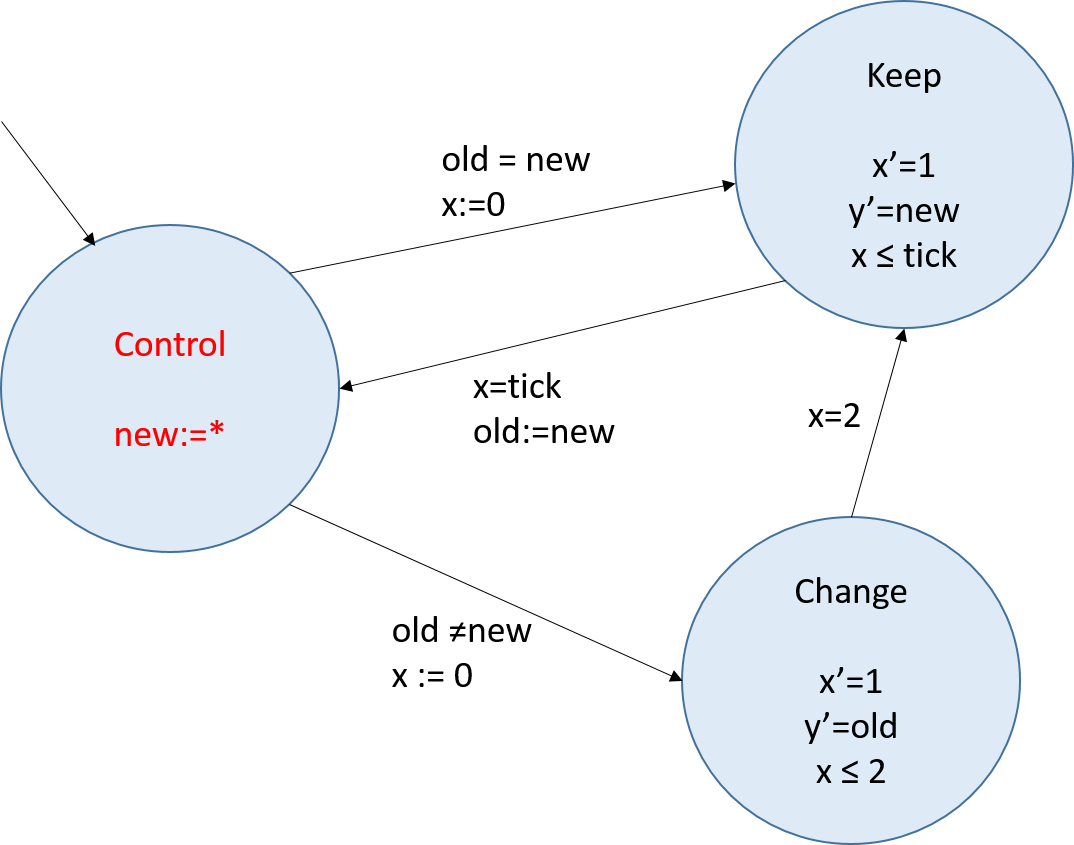 Keep
x’=1
y’=new
x ≤ tick
old = new
x:=0
Control
new:=*
x=tick
old:=new
x=2
old ≠new
x := 0
Change
x’=1
y’=old
x ≤ 2